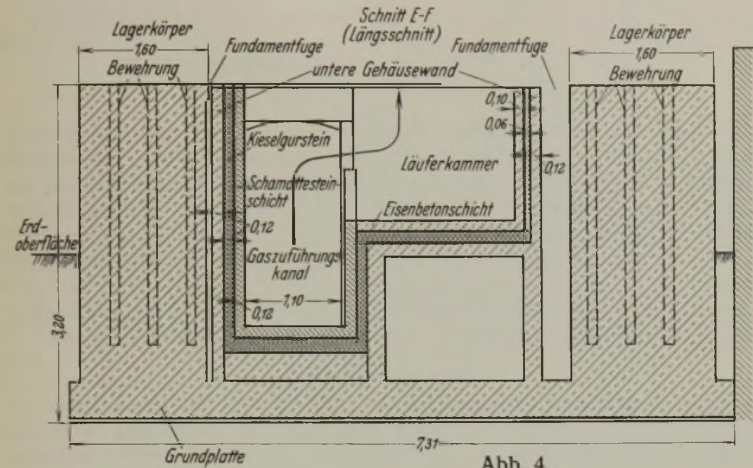 Schnitt E-F
(Längsschnitt)
Lagerkörper
1,60
Bewehrung
Fundamentfuge
Fundamentfuge
Lagerkörper
1,60
Bewehrung
untere Gehäusewand
0,10
0,06
0,12
Kieselgurstein
Läuferkammer
Schamottestein-
schicht
Eisenbetonschicht
0,12
Erd-
oberfläche
Gaszuführungs
kanal
1,10
0,12
3,20
7,31
Grundplatte
Abb. 4